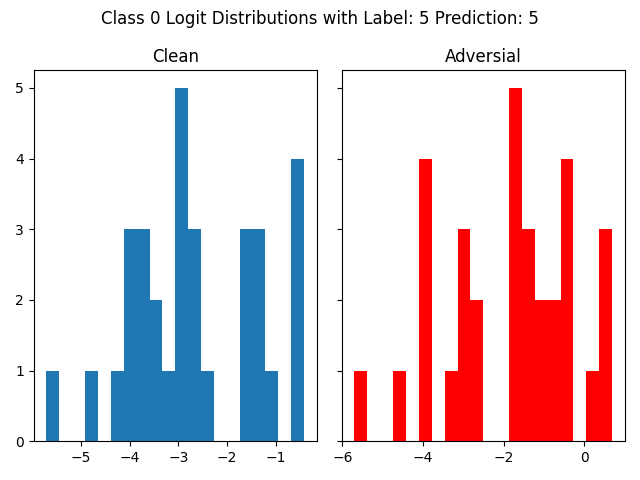 Class 0 Logit Distributions with Label: 5 Prediction: 5
Clean
Adversial
5
4
3
2
1
0
−5 −4 −3 −2 −1
−6 −4 −2 0